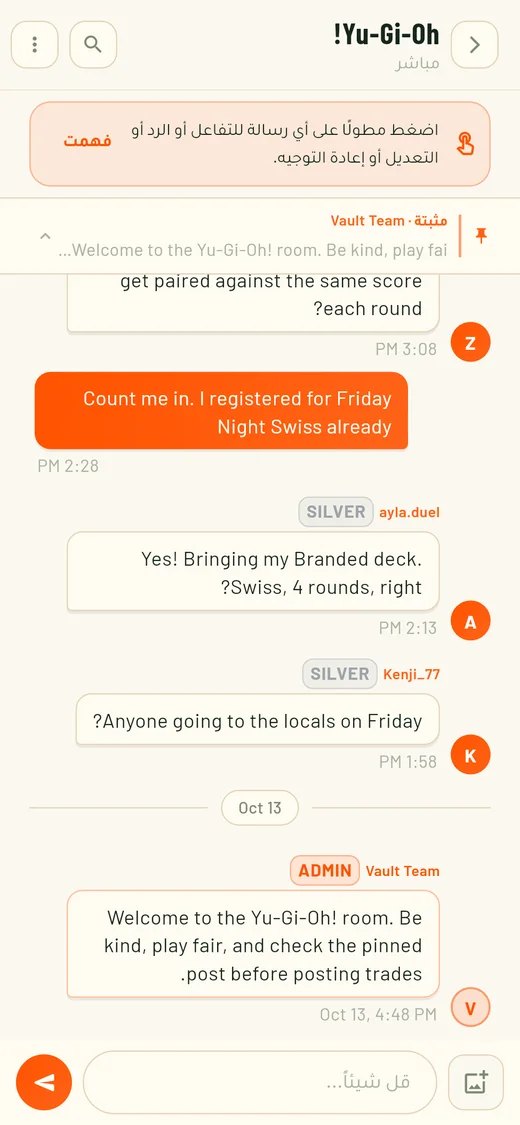 Yu-Gi-Oh!
مباشر
اضغط مطولًا على أي رسالة للتفاعل أو الرد أو
التعديل أو إعادة التوجيه.
فهمت
مثبتة · Vault Team
Welcome to the Yu-Gi-Oh! room. Be kind, play fai...
get paired against the same score
each round?
3:08 PM
Z
Count me in. I registered for Friday
Night Swiss already
2:28 PM
ayla.duel SILVER
Yes! Bringing my Branded deck.
Swiss, 4 rounds, right?
2:13 PM
A
Kenji_77 SILVER
Anyone going to the locals on Friday?
1:58 PM
K
Oct 13
Vault Team ADMIN
Welcome to the Yu-Gi-Oh! room. Be
kind, play fair, and check the pinned
post before posting trades.
Oct 13, 4:48 PM
V
قل شيئاً...